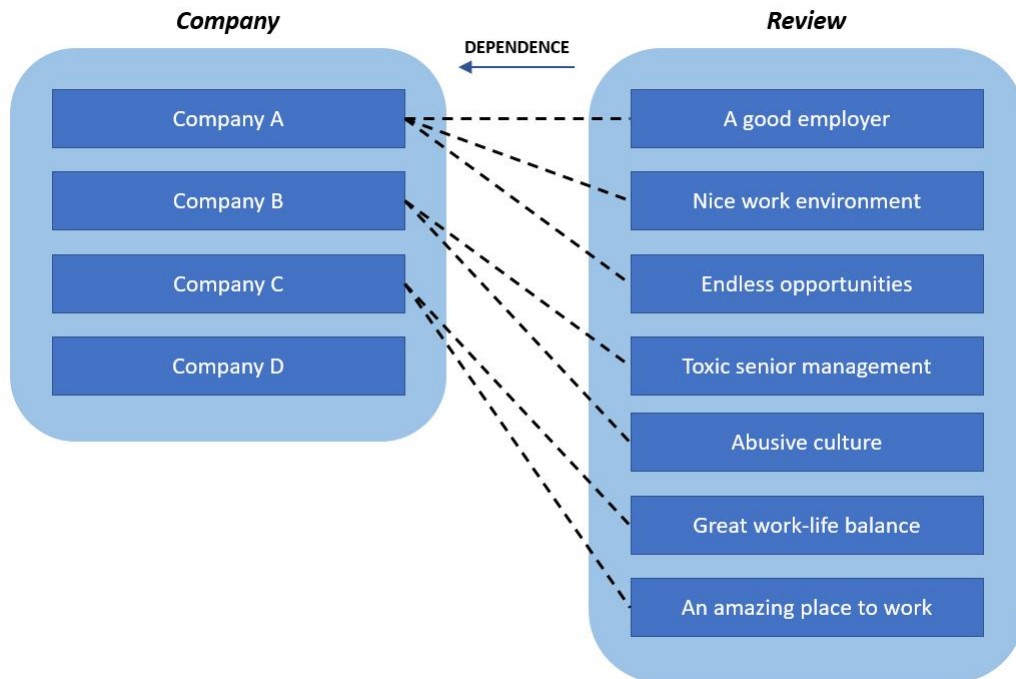 Company
Review
DEPENDENCE
Company A
Company B
Company C
Company D
A good employer
Nice work environment
Endless opportunities
Toxic senior management
Abusive culture
Great work-life balance
An amazing place to work